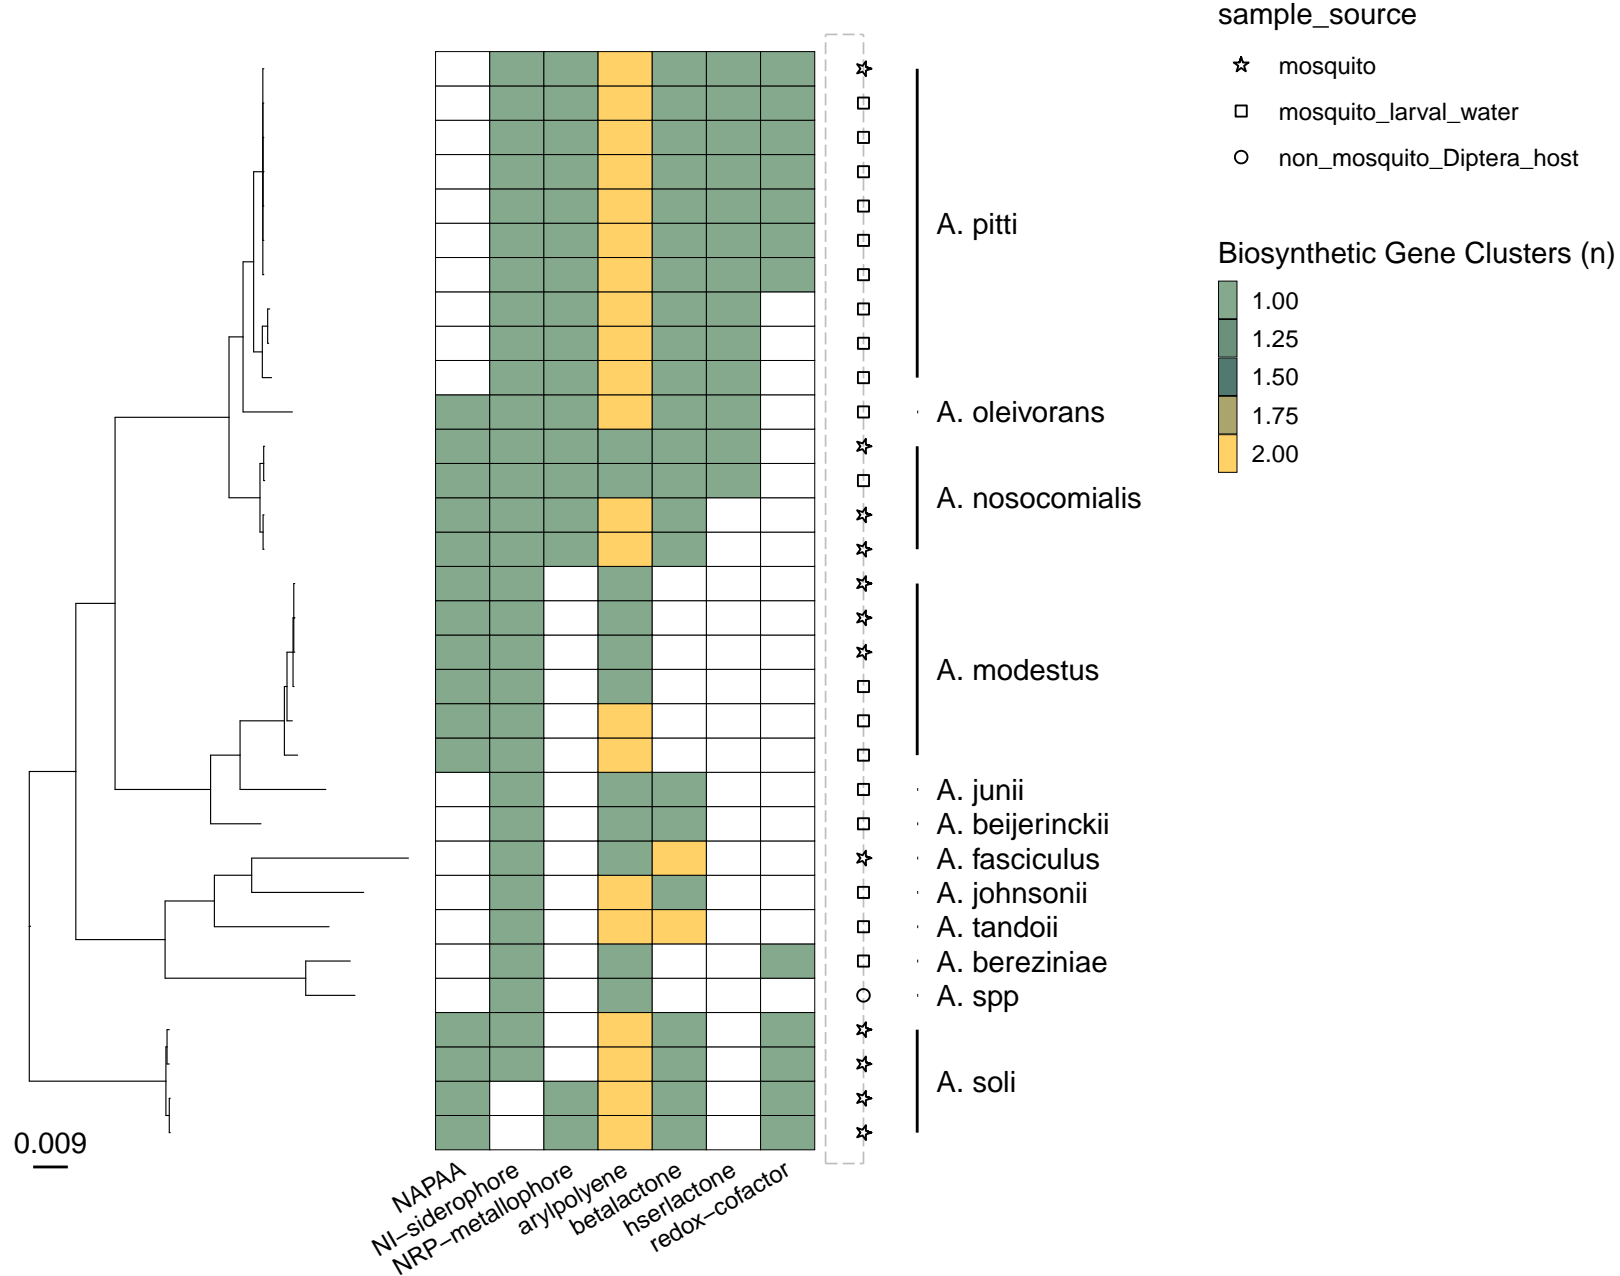 sample_source
mosquito
mosquito_larval_water
non_mosquito_Diptera_host
Biosynthetic Gene Clusters (n)
1.00
1.25
1.50
1.75
2.00
A. pitti
A. oleivorans
A. nosocomialis
A. modestus
A. junii
A. beijerinckii
A. fasciculus
A. johnsonii
A. tandoii
A. bereziniae
A. spp
A. soli
0.009
NAPAA
NI−siderophore
NRP−metallophore
arylpolyene
betalactone
hserlactone
redox−cofactor